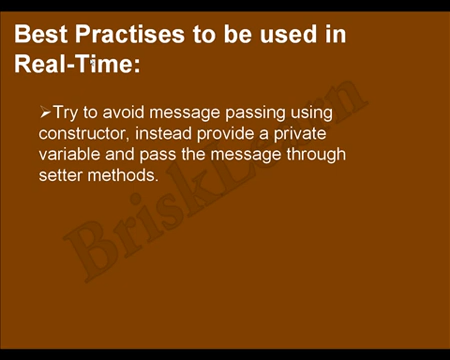 Best Practises to be used in
Real-Time:
➢Try to avoid message passing using
constructor, instead provide a private
variable and pass the message through
setter methods.
BriskLearn